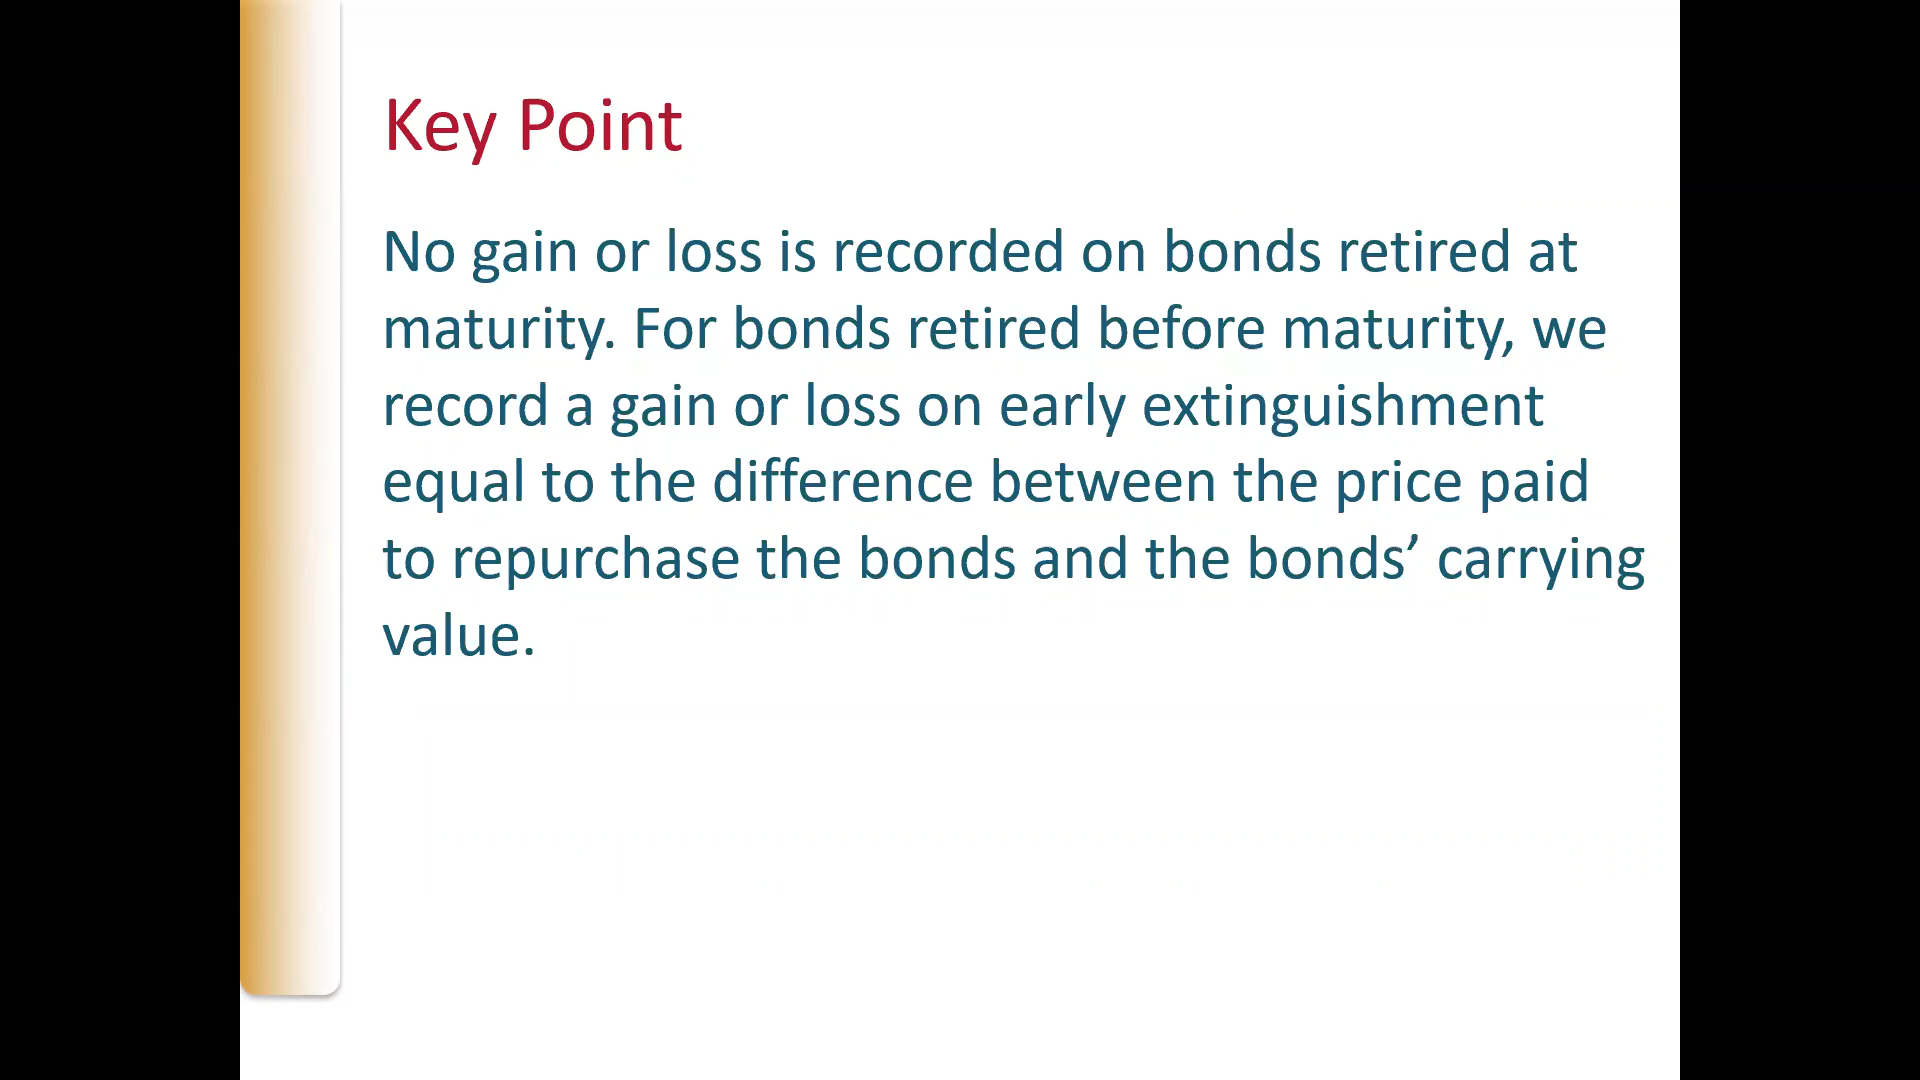 Key Point
No gain or loss is recorded on bonds retired at
maturity. For bonds retired before maturity, we
record a gain or loss on early extinguishment
equal to the difference between the price paid
to repurchase the bonds and the bonds’ carrying
value.